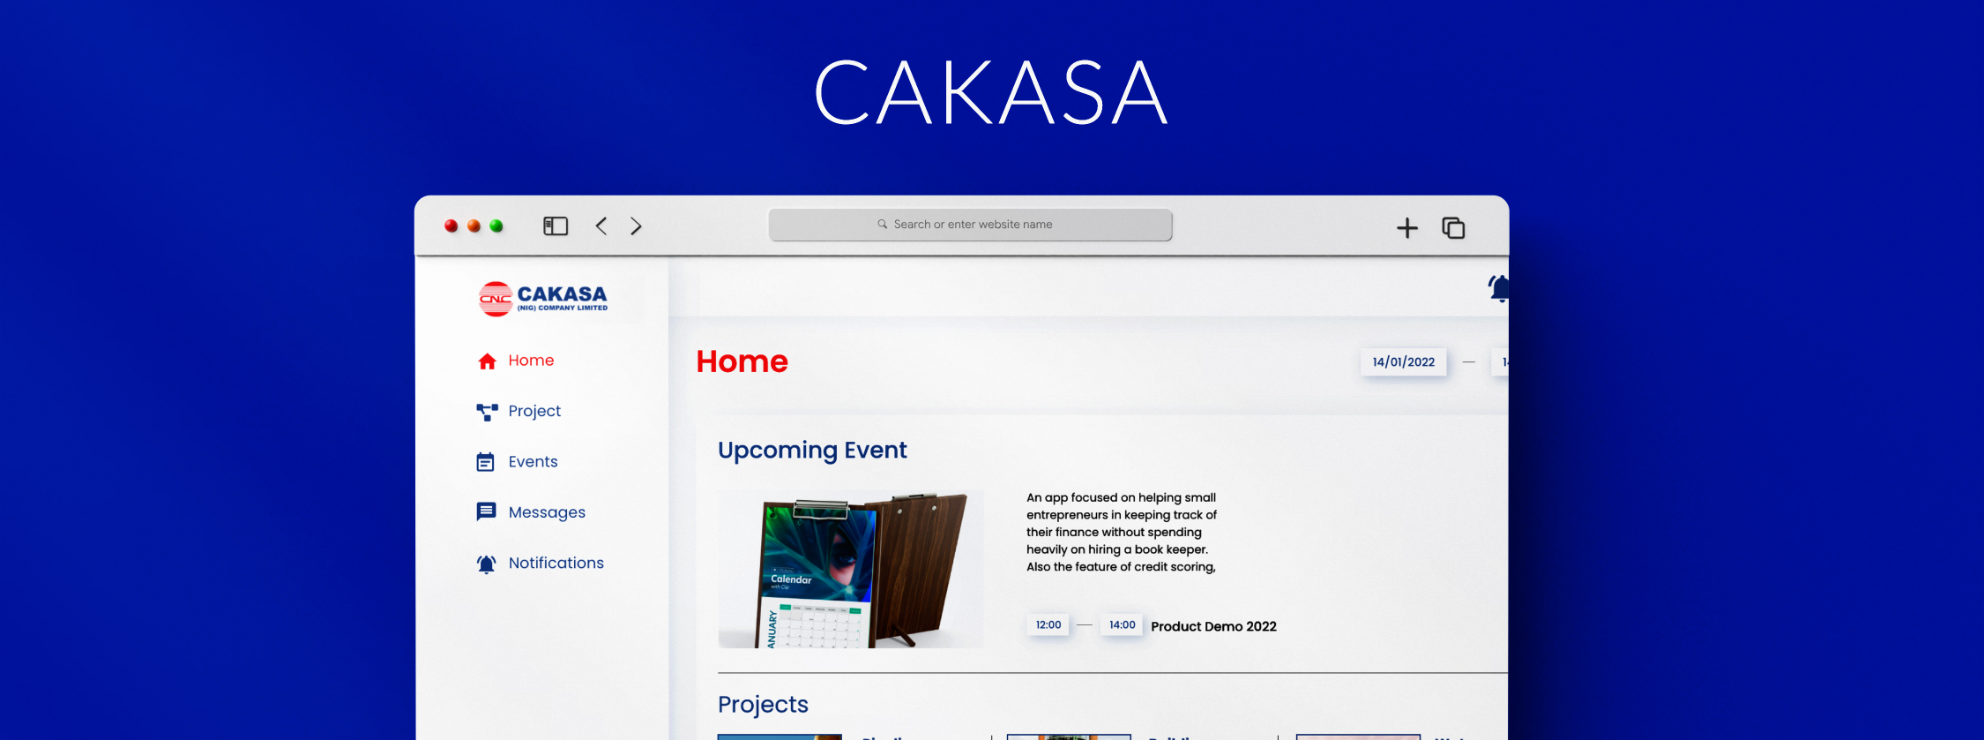 CAKASA
Search or enter website name
CNC CAKASA
(NIG) COMPANY LIMITED
Home
Project
Events
Messages
Notifications
Home
14/01/2022 —
Upcoming Event
Calendar
An app focused on helping small
entrepreneurs in keeping track of
their finance without spending
heavily on hiring a book keeper.
Also the feature of credit scoring,
12:00 — 14:00 Product Demo 2022
Projects